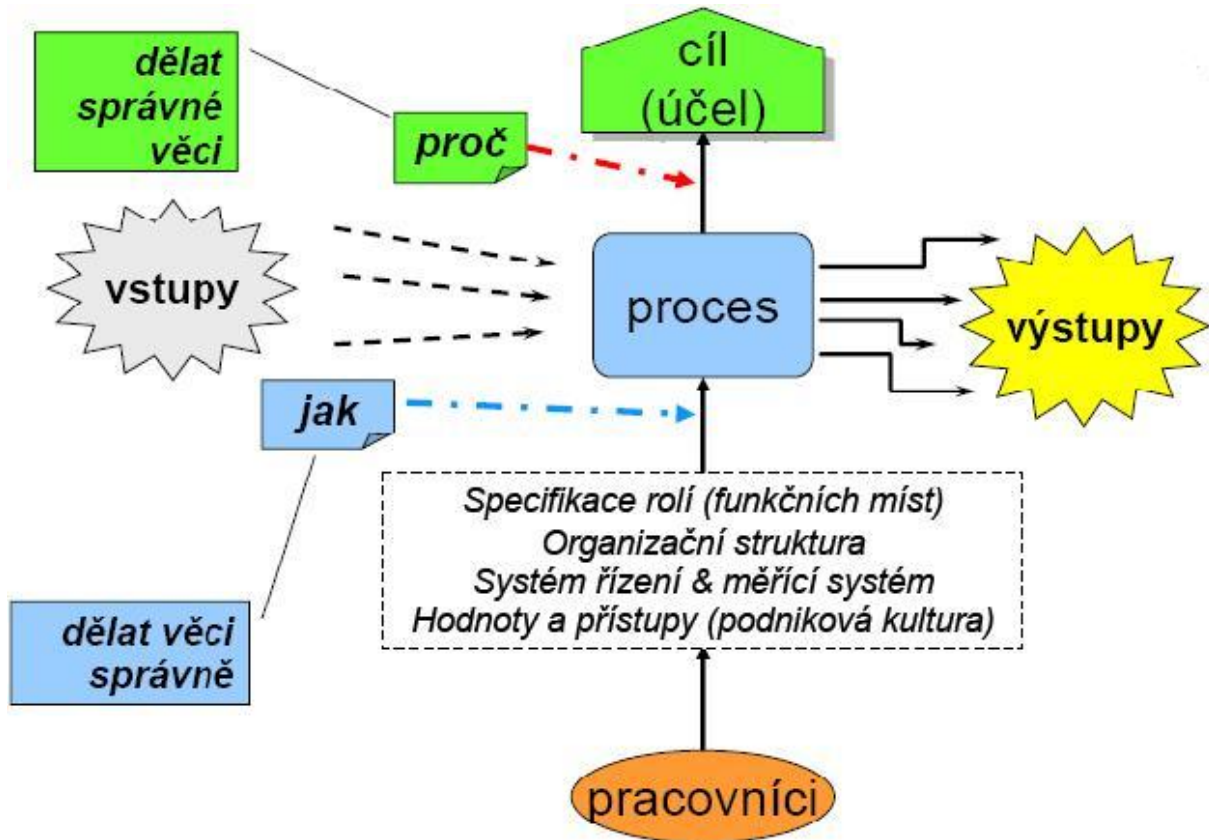 dělat
správné
věci
proč
cíl
(účel)
vstupy
proces
výstupy
jak
Specifikace rolí (funkčních míst)
Organizační struktura
Systém řízení & měřící systém
Hodnoty a přístupy (podniková kultura)
dělat věci
správně
pracovníci